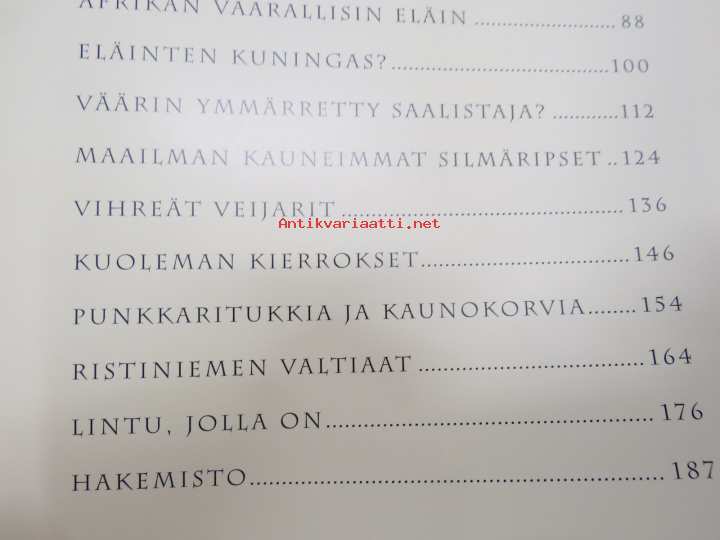 AFRIKAN VAARALLISIN ELÄIN ........................... 88
ELÄINTEN KUNINGAS? ........................................ 100
VÄÄRIN YMMÄRRETTY SAALISTAJA? ............ 112
MAAILMAN KAUNEIMMAT SILMÄRIPSET .. 124
VIHREÄT VEIJARIT .................................................. 136
Antikvariaatti.net
KUOLEMAN KIERROKSET ..................................... 146
PUNKKARITUKKIA JA KAUNOKORVIA ........ 154
RISTINIEMEN VALTIAAT ....................................... 164
LINTU, JOLLA ON ..................................................... 176
HAKEMISTO ................................................................. 187